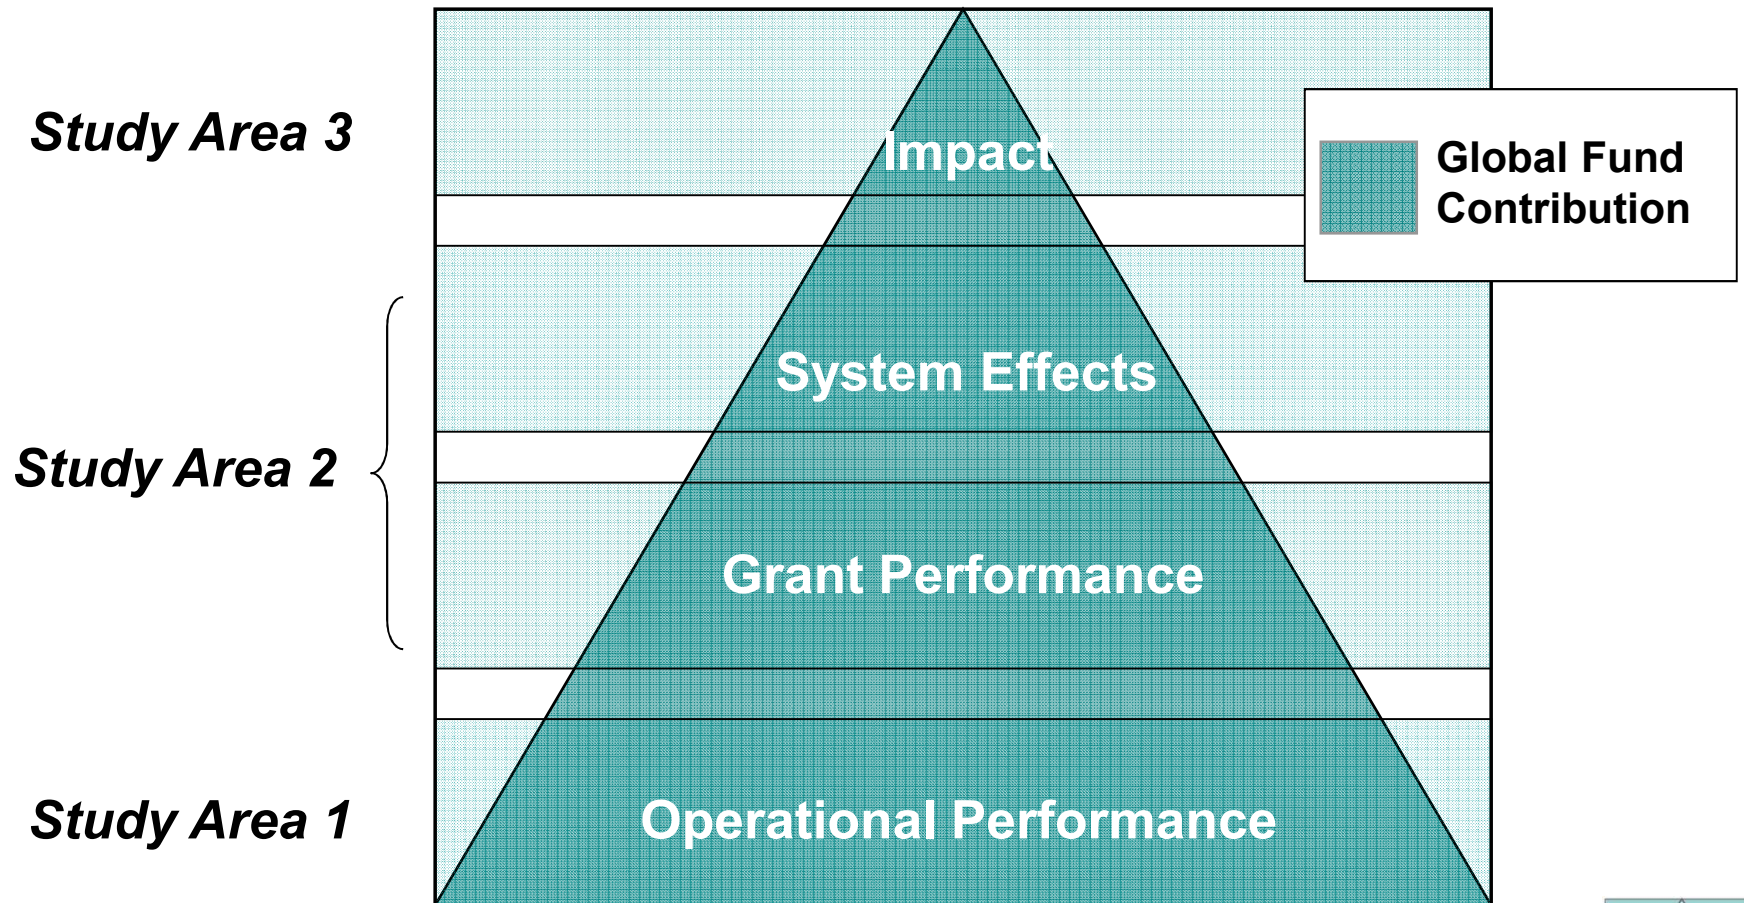 Study Area 3
Impact
Global Fund
Contribution
System Effects
Study Area 2
Grant Performance
Study Area 1
Operational Performance